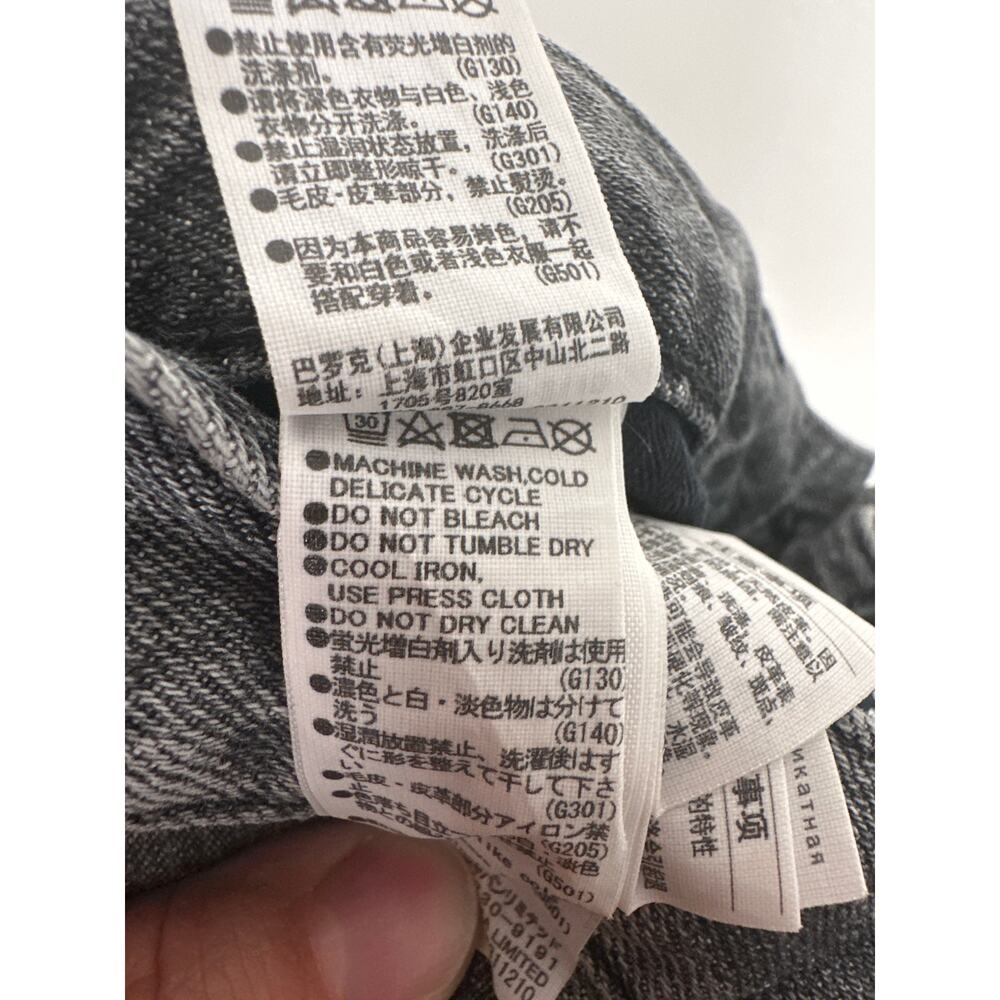 ●禁止使用含有荧光增白剂的
洗涤剂。 (G130)
●请将深色衣物与白色、浅色
衣物分开洗涤。 (G140)
●禁止湿润状态放置，洗涤后
请立即整形晾干。 (G301)
●毛皮·皮革部分，禁止熨烫。
(G205)
●因为本商品容易掉色，请不
要和白色或者浅色衣服一起
搭配穿着。 (G501)
巴罗克(上海)企业发展有限公司
地址：上海市虹口区中山北二路
1705号820室
30
●MACHINE WASH,COLD
DELICATE CYCLE
●DO NOT BLEACH
●DO NOT TUMBLE DRY
●COOL IRON,
USE PRESS CLOTH
●DO NOT DRY CLEAN
●蛍光増白剤入り洗剤は使用
禁止 (G130
●濃色と白・淡色物は分けて
洗う (G140)
●湿潤放置禁止、洗濯後はす
ぐに形を整えて干して下さ
い (G301)
●毛皮・皮革部分アイロン禁
止 (G205)
(G501)
LIMITED
事项
的特性
икатная